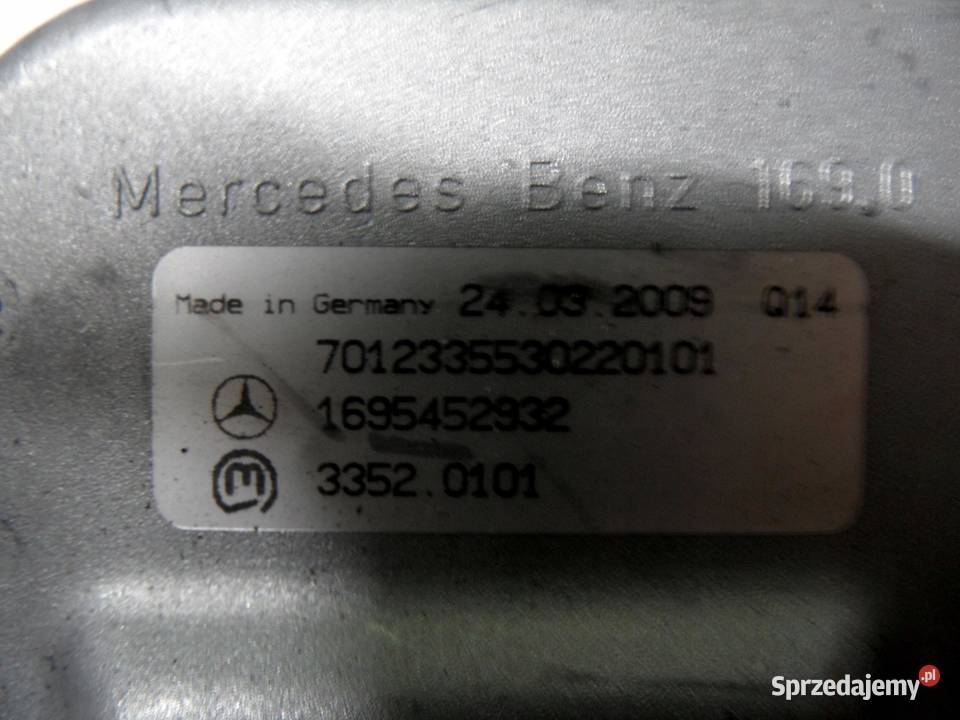 Mercedes Benz 169.0
Made in Germany 24.03.2009 Q14
7012335530220101
1695452932
3352.0101
Sprzedajemy.pl